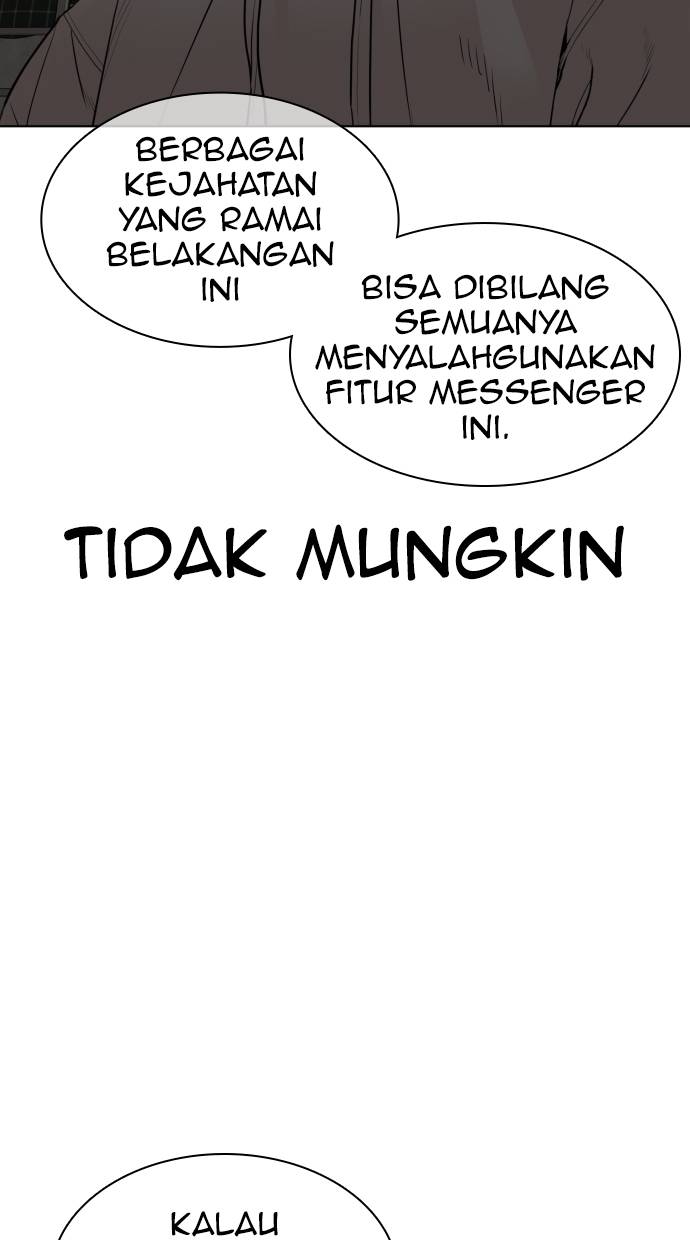 BERBAGAI
KEJAHATAN
YANG RAMAI
BELAKANGAN
INI
BISA DIBILANG
SEMUANYA
MENYALAHGUNAKAN
FITUR MESSENGER
INI.
TIDAK MUNGKIN
KALAU